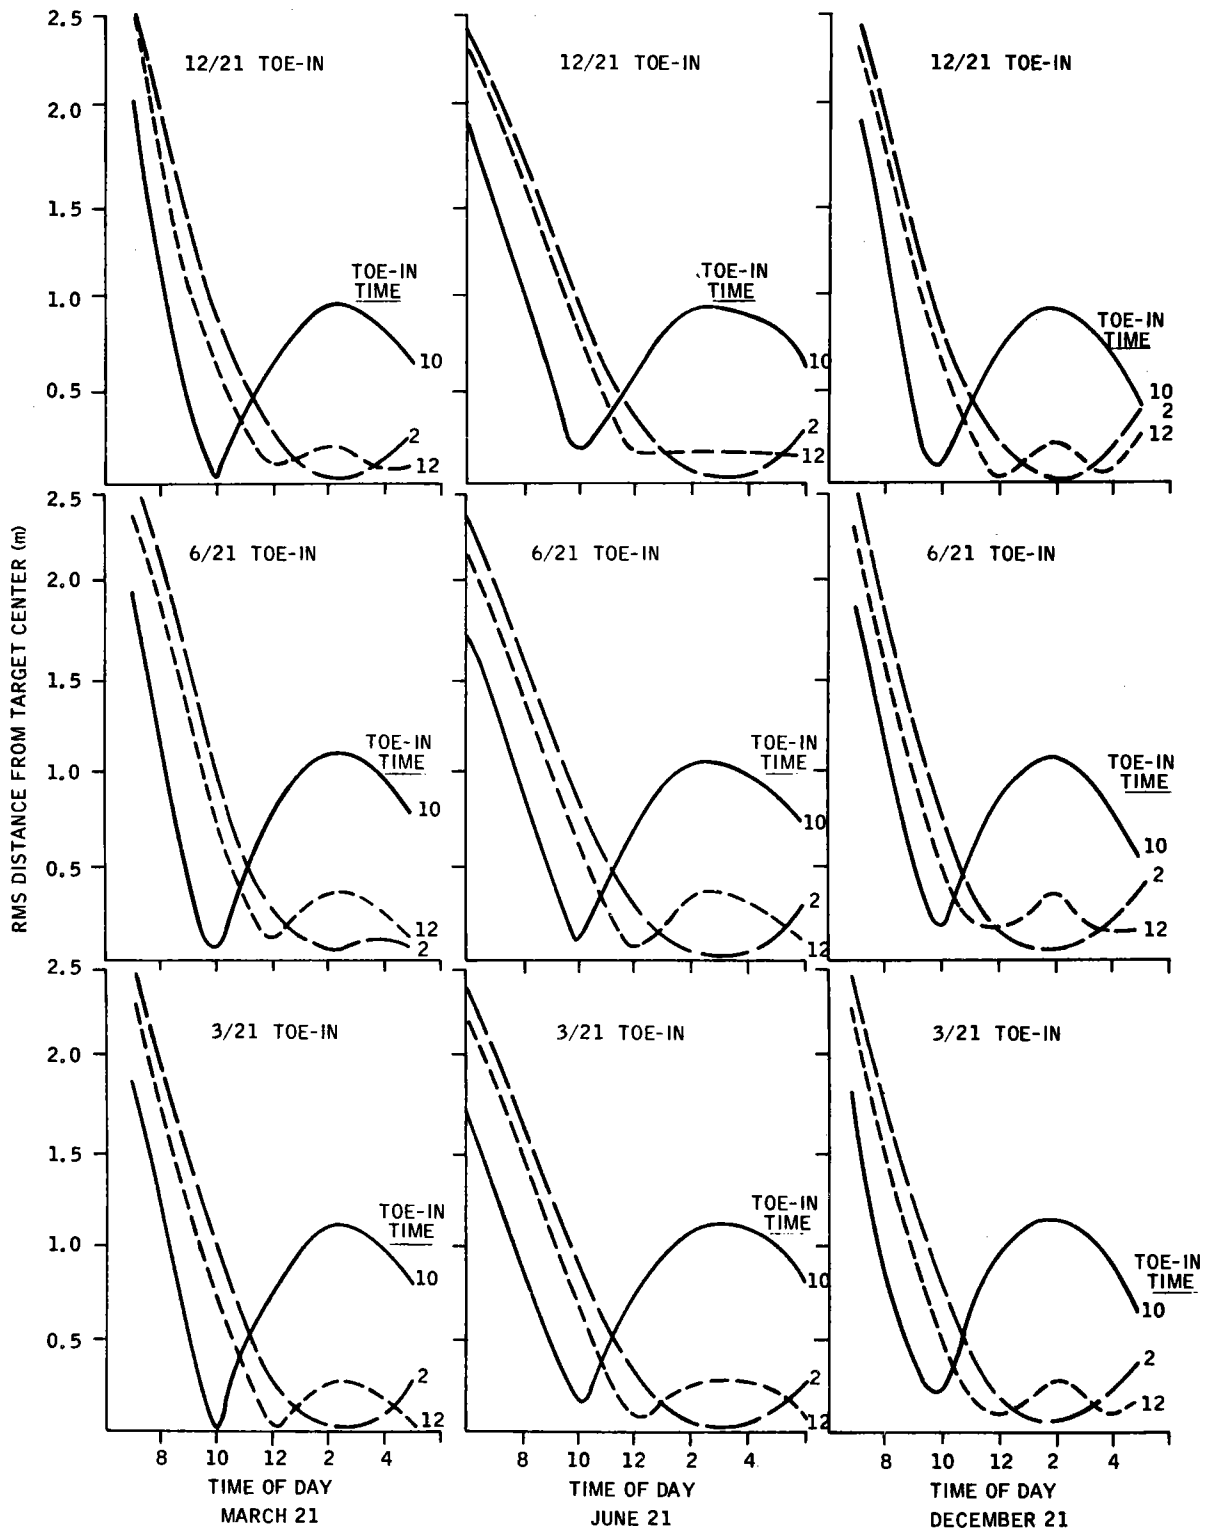 RMS DISTANCE FROM TARGET CENTER (m)
2.5
2.0
1.5
1.0
0.5
12/21 TOE-IN
TOE-IN
TIME
10
2
12
12/21 TOE-IN
TOE-IN
TIME
10
2
12
12/21 TOE-IN
TOE-IN
TIME
10
2
12
2.5
2.0
1.5
1.0
0.5
6/21 TOE-IN
TOE-IN
TIME
10
12
2
6/21 TOE-IN
TOE-IN
TIME
10
2
12
6/21 TOE-IN
TOE-IN
TIME
10
2
12
2.5
2.0
1.5
1.0
0.5
3/21 TOE-IN
TOE-IN
TIME
10
2
12
3/21 TOE-IN
TOE-IN
TIME
10
2
12
3/21 TOE-IN
TOE-IN
TIME
10
2
12
8 10 12 2 4
TIME OF DAY
MARCH 21
8 10 12 2 4
TIME OF DAY
JUNE 21
8 10 12 2 4
TIME OF DAY
DECEMBER 21